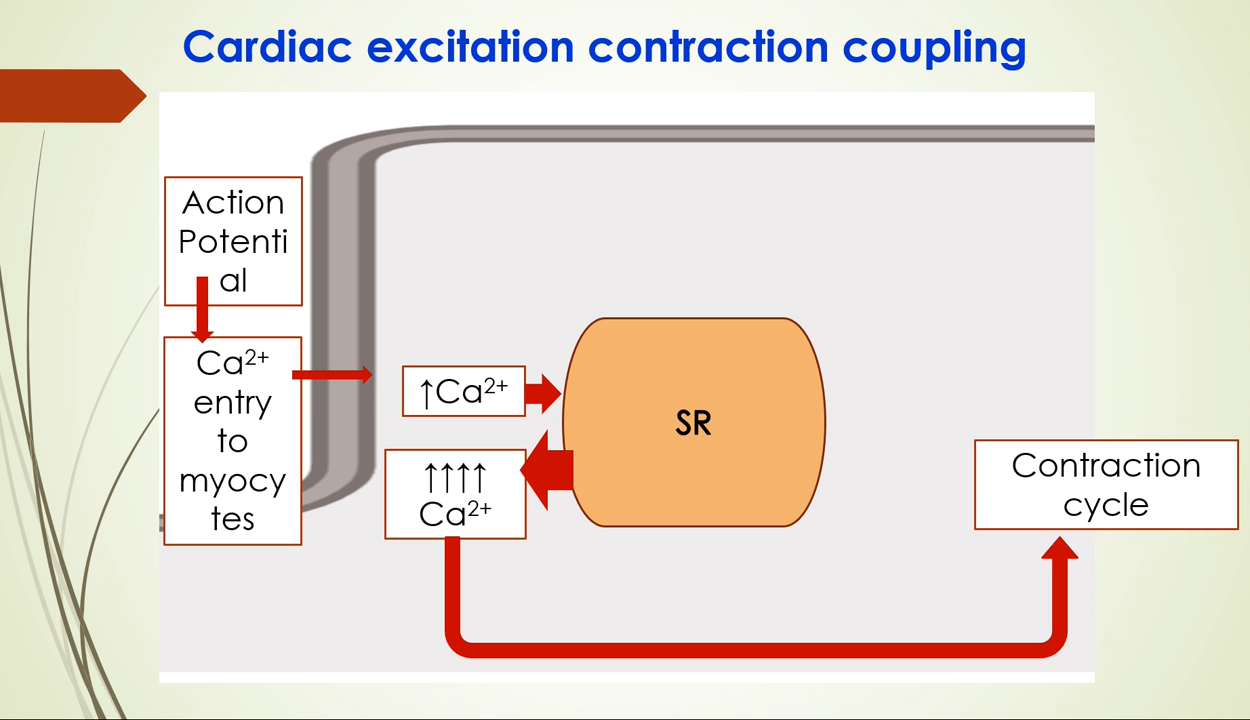 Cardiac excitation contraction coupling
Action
Potenti
al
Ca²⁺
entry
to
myocy
tes
↑Ca²⁺
↑↑↑↑
Ca²⁺
SR
Contraction
cycle